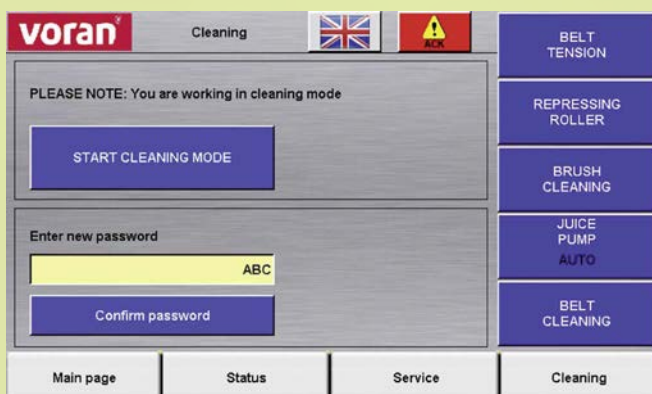 voran
Cleaning
ACK
BELT
TENSION
PLEASE NOTE: You are working in cleaning mode
START CLEANING MODE
REPRESSING
ROLLER
BRUSH
CLEANING
Enter new password
ABC
Confirm password
JUICE
PUMP
AUTO
BELT
CLEANING
Main page
Status
Service
Cleaning